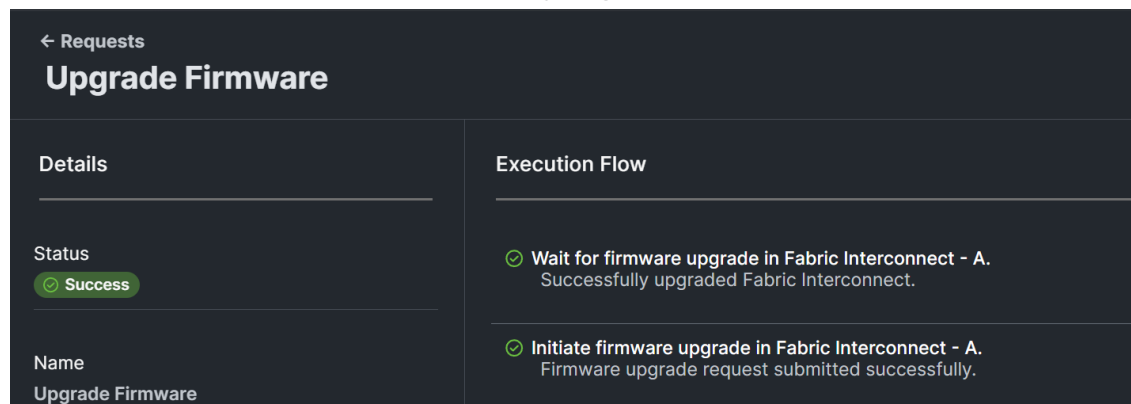 ← Requests
Upgrade Firmware
Details
Status
Success
Name
Upgrade Firmware
Execution Flow
Wait for firmware upgrade in Fabric Interconnect - A.
Successfully upgraded Fabric Interconnect.
Initiate firmware upgrade in Fabric Interconnect - A.
Firmware upgrade request submitted successfully.